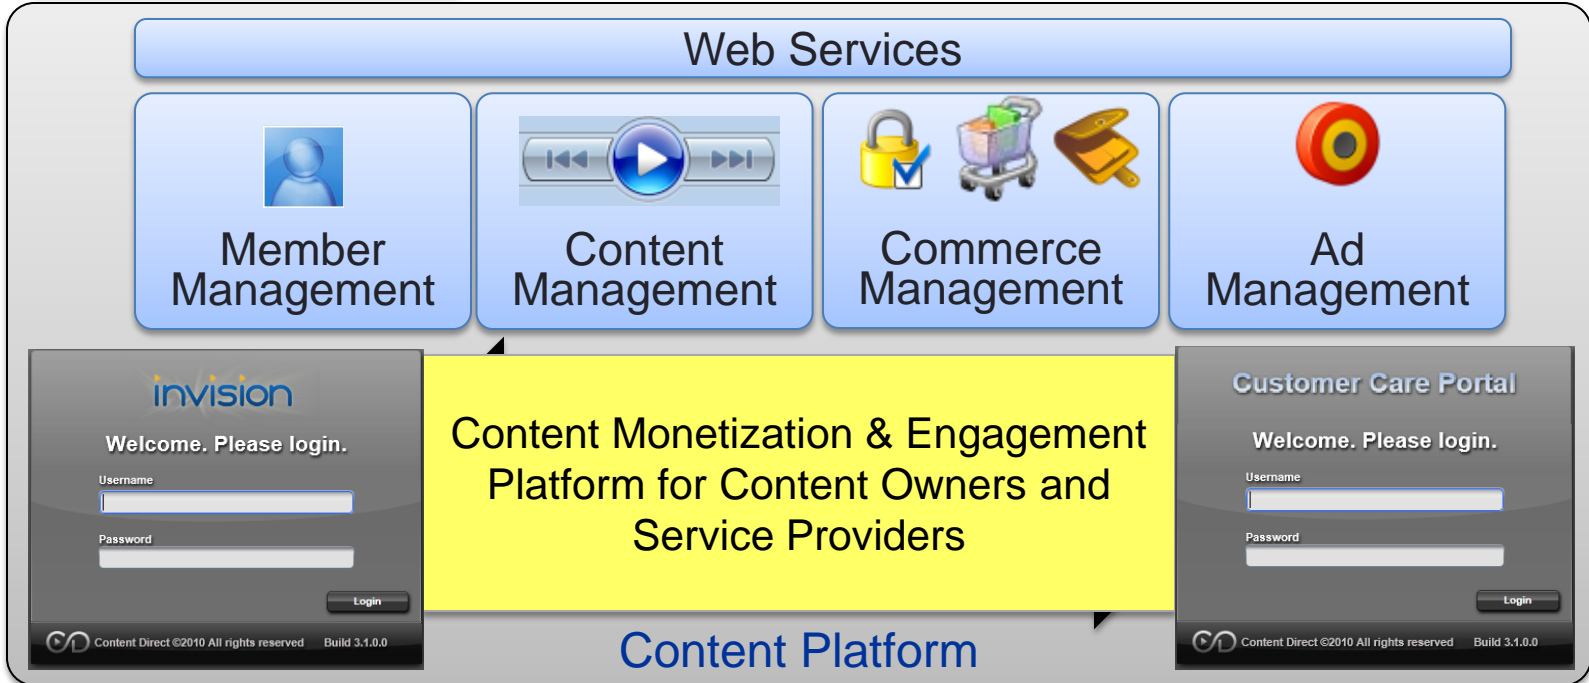 Web Services
Member
Management
Content
Management
Commerce
Management
Ad
Management
invision
Welcome. Please login.
Username
Password
Login
Content Direct ©2010 All rights reserved Build 3.1.0.0
Content Monetization & Engagement
Platform for Content Owners and
Service Providers
Customer Care Portal
Welcome. Please login.
Username
Password
Login
Content Direct ©2010 All rights reserved Build 3.1.0.0
Content Platform